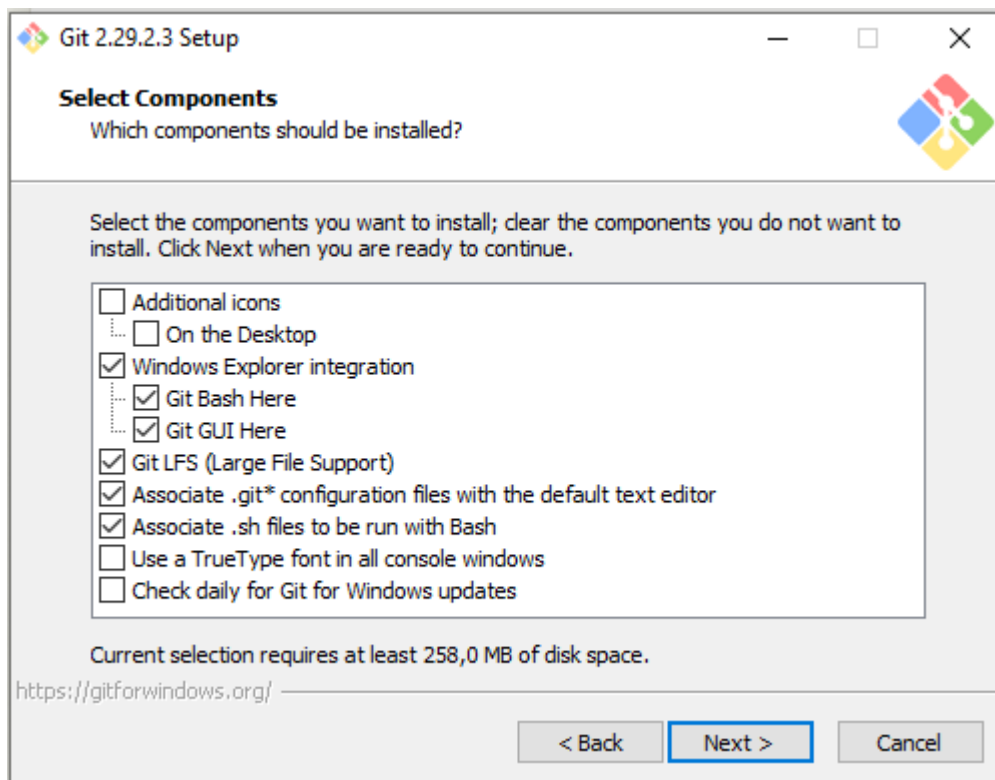 Git 2.29.2.3 Setup
Select Components
Which components should be installed?
Select the components you want to install; clear the components you do not want to
install. Click Next when you are ready to continue.
Additional icons
On the Desktop
Windows Explorer integration
Git Bash Here
Git GUI Here
Git LFS (Large File Support)
Associate .git* configuration files with the default text editor
Associate .sh files to be run with Bash
Use a TrueType font in all console windows
Check daily for Git for Windows updates
Current selection requires at least 258,0 MB of disk space.
https://gitforwindows.org/
< Back
Next >
Cancel